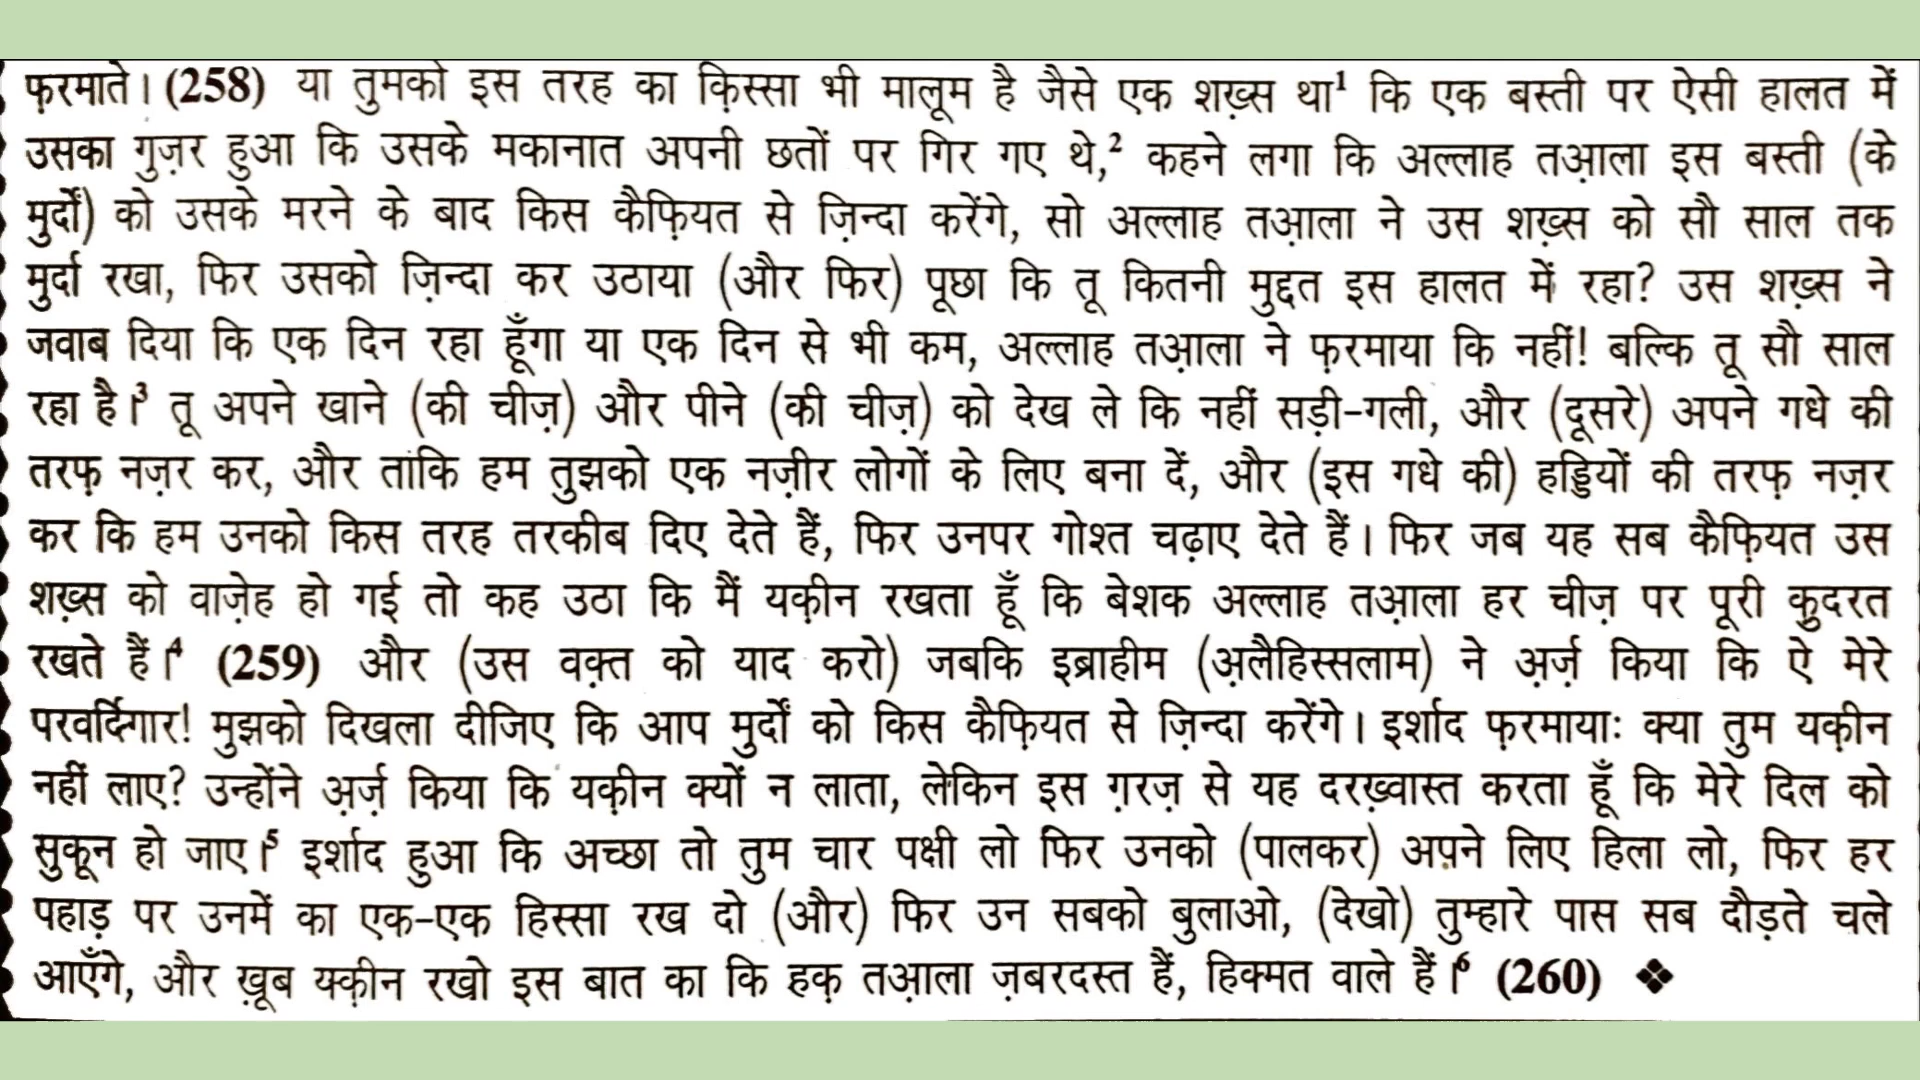 फ़रमाते। (258) या तुमको इस तरह का क़िस्सा भी मालूम है जैसे एक शख़्स था¹ कि एक बस्ती पर ऐसी हालत में
उसका गुज़र हुआ कि उसके मकानात अपनी छतों पर गिर गए थे,² कहने लगा कि अल्लाह तआ़ला इस बस्ती (के
मुर्दों) को उसके मरने के बाद किस कैफ़ियत से ज़िन्दा करेंगे, सो अल्लाह तआ़ला ने उस शख़्स को सौ साल तक
मुर्दा रखा, फिर उसको ज़िन्दा कर उठाया (और फिर) पूछा कि तू कितनी मुद्दत इस हालत में रहा? उस शख़्स ने
जवाब दिया कि एक दिन रहा हूँगा या एक दिन से भी कम, अल्लाह तआ़ला ने फ़रमाया कि नहीं! बल्कि तू सौ साल
रहा है।³ तू अपने खाने (की चीज़) और पीने (की चीज़) को देख ले कि नहीं सड़ी-गली, और (दूसरे) अपने गधे की
तरफ़ नज़र कर, और ताकि हम तुझको एक नज़ीर लोगों के लिए बना दें, और (इस गधे की) हड्डियों की तरफ़ नज़र
कर कि हम उनको किस तरह तरकीब दिए देते हैं, फिर उनपर गोश्त चढ़ाए देते हैं। फिर जब यह सब कैफ़ियत उस
शख़्स को वाज़ेह हो गई तो कह उठा कि मैं यक़ीन रखता हूँ कि बेशक अल्लाह तआ़ला हर चीज़ पर पूरी क़ुदरत
रखते हैं।⁴ (259) और (उस वक़्त को याद करो) जबकि इब्राहीम (अ़लैहिस्सलाम) ने अ़र्ज़ किया कि ऐ मेरे
परवर्दिगार! मुझको दिखला दीजिए कि आप मुर्दों को किस कैफ़ियत से ज़िन्दा करेंगे। इर्शाद फ़रमायाः क्या तुम यक़ीन
नहीं लाए? उन्होंने अ़र्ज़ किया कि यक़ीन क्यों न लाता, लेकिन इस ग़रज़ से यह दरख़्वास्त करता हूँ कि मेरे दिल को
सुकून हो जाए।⁵ इर्शाद हुआ कि अच्छा तो तुम चार पक्षी लो फिर उनको (पालकर) अपने लिए हिला लो, फिर हर
पहाड़ पर उनमें का एक-एक हिस्सा रख दो (और) फिर उन सबको बुलाओ, (देखो) तुम्हारे पास सब दौड़ते चले
आएँगे, और ख़ूब यक़ीन रखो इस बात का कि हक़ तआ़ला ज़बरदस्त हैं, हिक्मत वाले हैं।⁶ (260) ❖